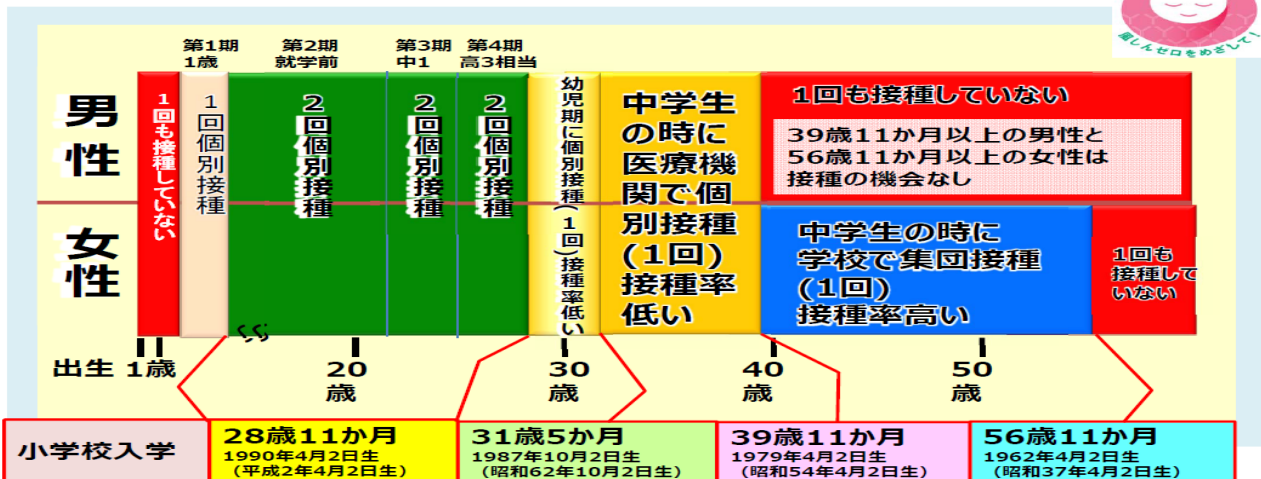 風しんゼロをめざして!
第1期
1歳
第2期
就学前
第3期
中1
第4期
高3相当
男性
女性
1回も接種していない
1回個別接種
2回個別接種
2回個別接種
2回個別接種
幼児期に個別接種(1回)接種率低い
中学生
の時に
医療機
関で個
別接種
(1回)
接種率
低い
1回も接種していない
39歳11か月以上の男性と
56歳11か月以上の女性は
接種の機会なし
中学生の時に
学校で集団接種
(1回)
接種率高い
1回も
接種して
いない
出生 1歳
20
歳
30
歳
40
歳
50
歳
小学校入学
28歳11か月
1990年4月2日生
(平成2年4月2日生)
31歳5か月
1987年10月2日生
(昭和62年10月2日生)
39歳11か月
1979年4月2日生
(昭和54年4月2日生)
56歳11か月
1962年4月2日生
(昭和37年4月2日生)